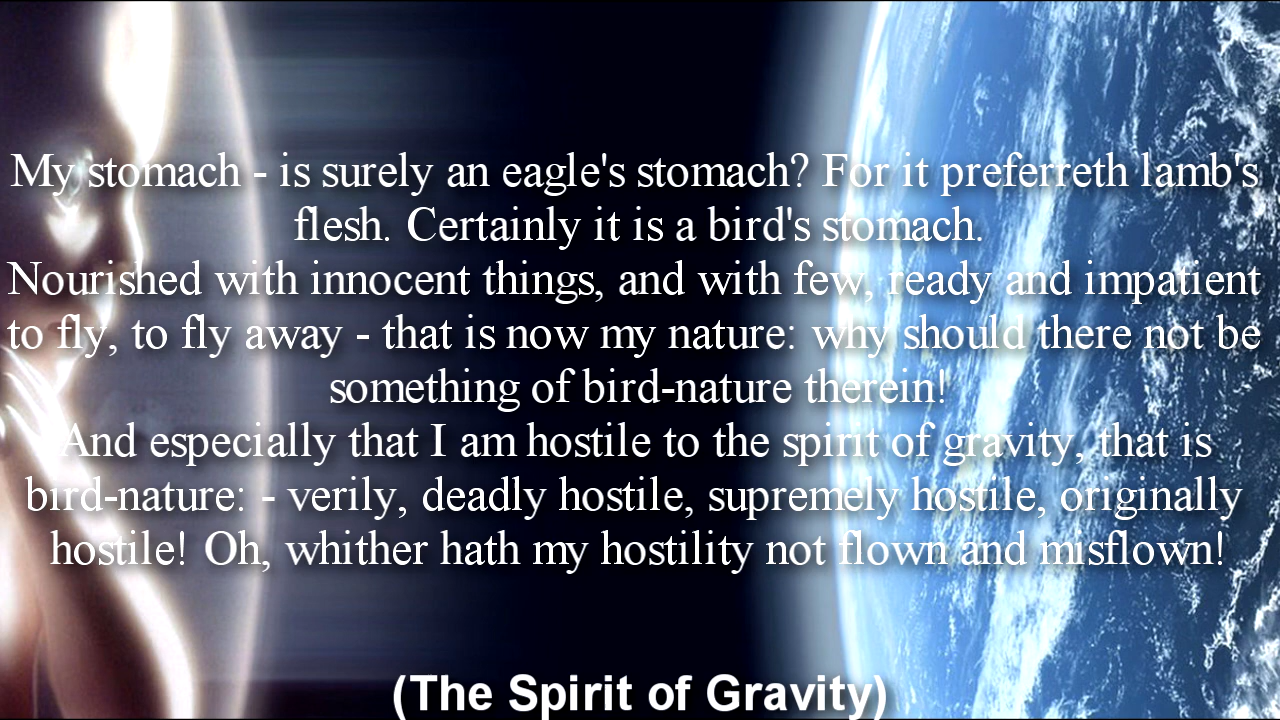 My stomach - is surely an eagle's stomach? For it preferreth lamb's
flesh. Certainly it is a bird's stomach.
Nourished with innocent things, and with few, ready and impatient
to fly, to fly away - that is now my nature: why should there not be
something of bird-nature therein!
And especially that I am hostile to the spirit of gravity, that is
bird-nature: - verily, deadly hostile, supremely hostile, originally
hostile! Oh, whither hath my hostility not flown and misflown!
(The Spirit of Gravity)